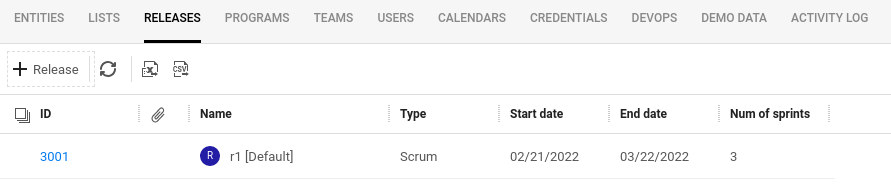 ENTITIES LISTS RELEASES PROGRAMS TEAMS USERS CALENDARS CREDENTIALS DEVOPS DEMO DATA ACTIVITY LOG
+ Release X CSV
ID Name Type Start date End date Num of sprints
3001 R r1 [Default] Scrum 02/21/2022 03/22/2022 3